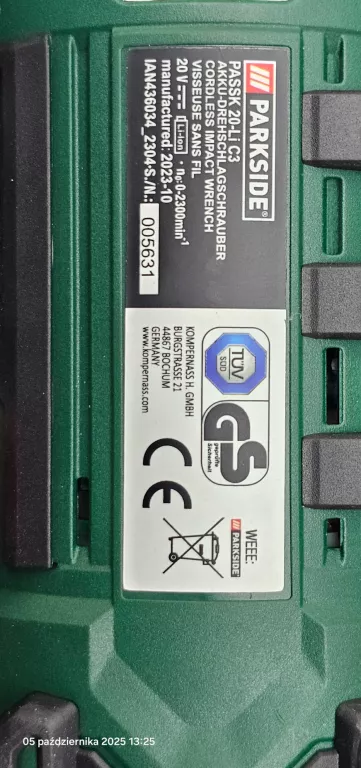 PARKSIDE®
PASSK 20-Li C3
AKKU-DREHSCHLAGSCHRAUBER
CORDLESS IMPACT WRENCH
VISSEUSE SANS FIL
20 V ⎓ Li-Ion • n₀:0-2300min⁻¹
manufactured: 2023-10
IAN436034_2304-S./N.: 005631
TÜV
SÜD
GS
geprüfte
Sicherheit
KOMPERNASS H. GMBH
BURGSTRASSE 21
44867 BOCHUM
GERMANY
www.kompernass.com
CE
WEEE:
PARKSIDE
05 października 2025 13:25